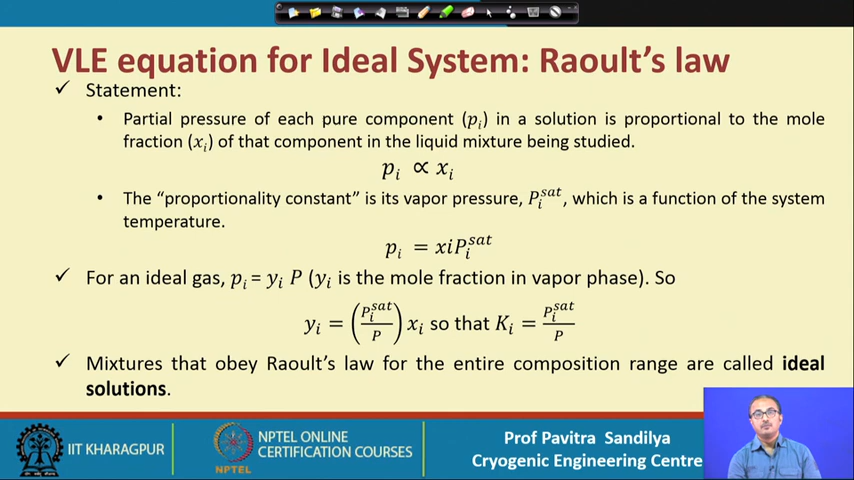 VLE equation for Ideal System: Raoult's law
✓ Statement:
• Partial pressure of each pure component (pᵢ) in a solution is proportional to the mole
fraction (xᵢ) of that component in the liquid mixture being studied.
pᵢ ∝ xᵢ
• The "proportionality constant" is its vapor pressure, Pᵢˢᵃᵗ, which is a function of the system
temperature.
pᵢ = xiPᵢˢᵃᵗ
✓ For an ideal gas, pᵢ = yᵢ P (yᵢ is the mole fraction in vapor phase). So
yᵢ = (Pᵢˢᵃᵗ/P) xᵢ so that Kᵢ = Pᵢˢᵃᵗ/P
✓ Mixtures that obey Raoult's law for the entire composition range are called ideal
solutions.
IIT KHARAGPUR
NPTEL
NPTEL ONLINE
CERTIFICATION COURSES
Prof Pavitra Sandilya
Cryogenic Engineering Centre